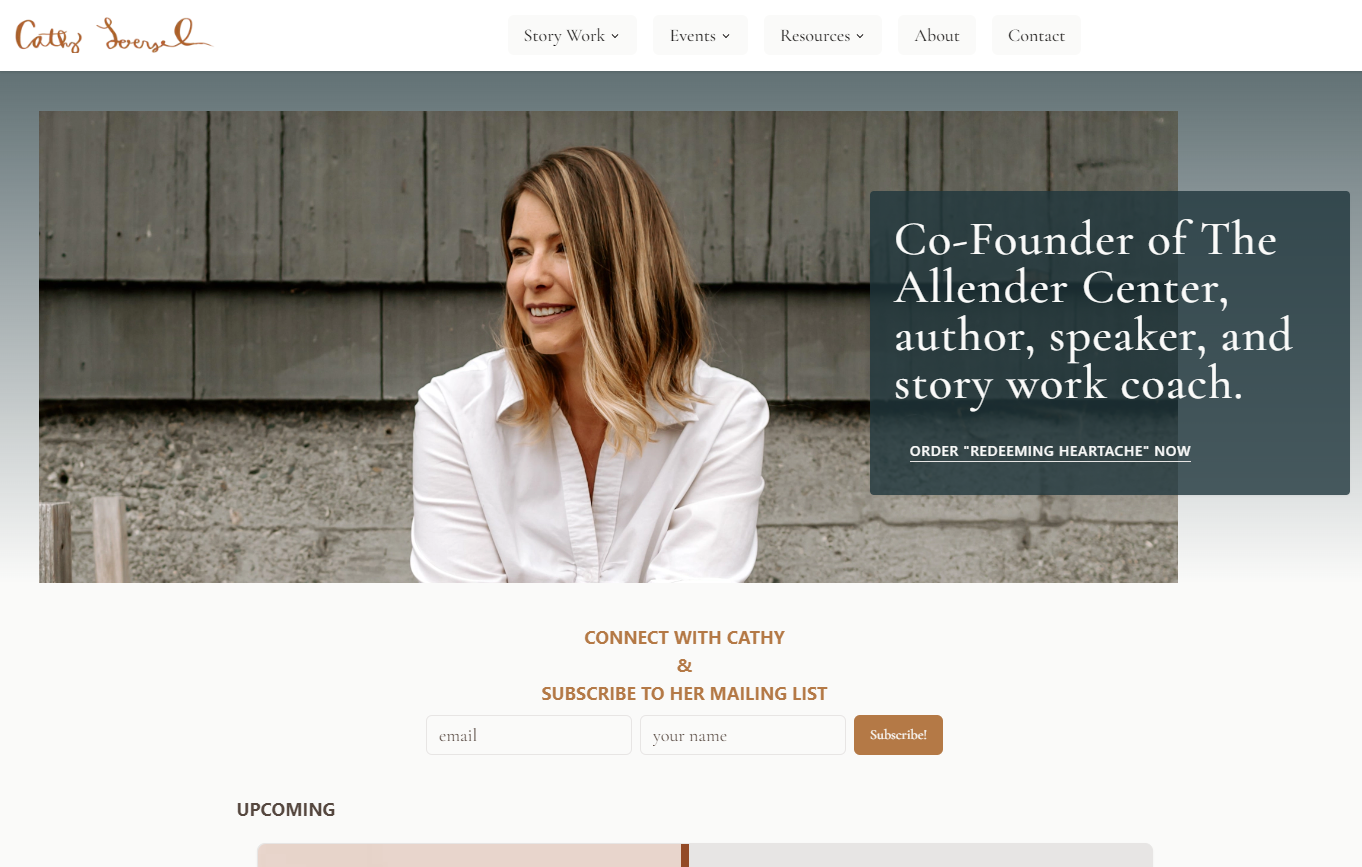 Cathy Loerzel
Story Work
Events
Resources
About
Contact
Co-Founder of The
Allender Center,
author, speaker, and
story work coach.
ORDER "REDEEMING HEARTACHE" NOW
CONNECT WITH CATHY
&
SUBSCRIBE TO HER MAILING LIST
email
your name
Subscribe!
UPCOMING